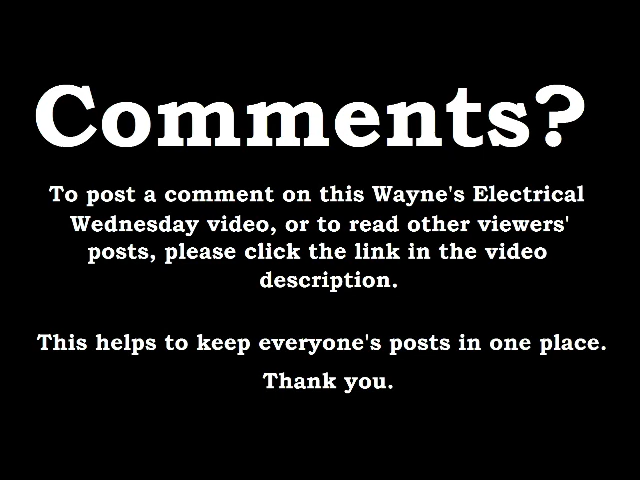 Comments?
To post a comment on this Wayne's Electrical
Wednesday video, or to read other viewers'
posts, please click the link in the video
description.
This helps to keep everyone's posts in one place.
Thank you.